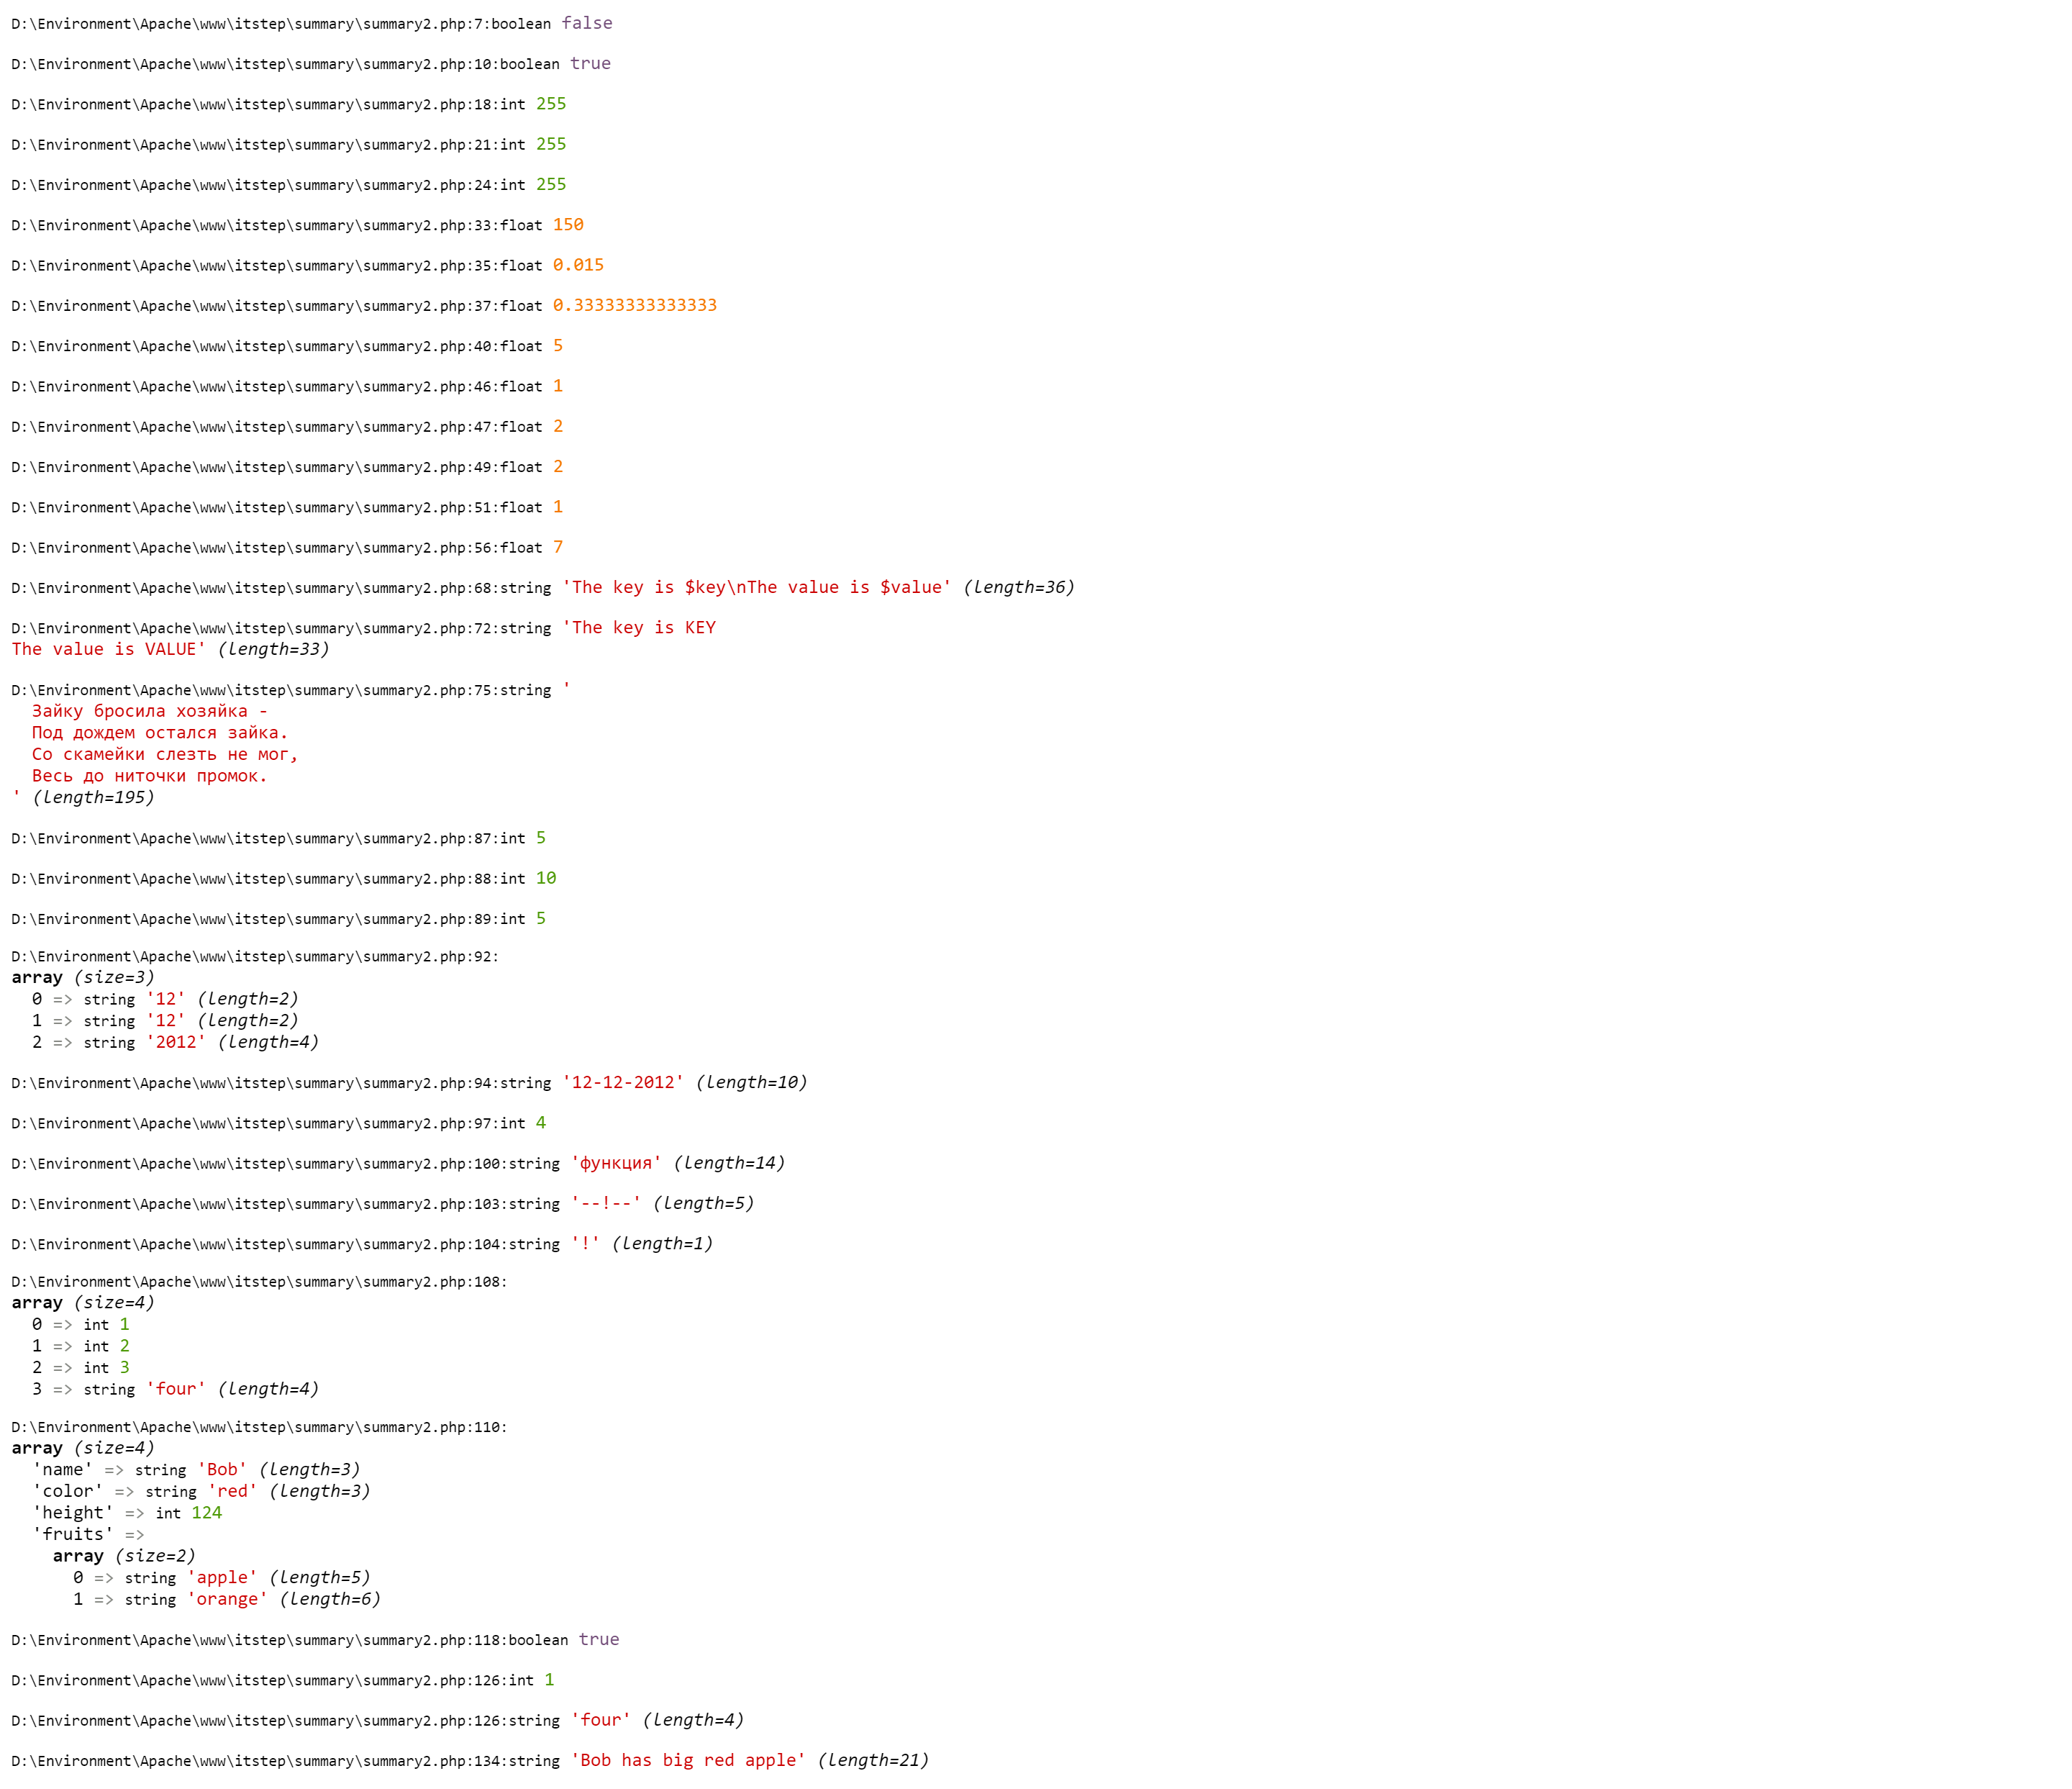 D:\Environment\Apache\www\itstep\summary\summary2.php:7:boolean false
D:\Environment\Apache\www\itstep\summary\summary2.php:10:boolean true
D:\Environment\Apache\www\itstep\summary\summary2.php:18:int 255
D:\Environment\Apache\www\itstep\summary\summary2.php:21:int 255
D:\Environment\Apache\www\itstep\summary\summary2.php:24:int 255
D:\Environment\Apache\www\itstep\summary\summary2.php:33:float 150
D:\Environment\Apache\www\itstep\summary\summary2.php:35:float 0.015
D:\Environment\Apache\www\itstep\summary\summary2.php:37:float 0.33333333333333
D:\Environment\Apache\www\itstep\summary\summary2.php:40:float 5
D:\Environment\Apache\www\itstep\summary\summary2.php:46:float 1
D:\Environment\Apache\www\itstep\summary\summary2.php:47:float 2
D:\Environment\Apache\www\itstep\summary\summary2.php:49:float 2
D:\Environment\Apache\www\itstep\summary\summary2.php:51:float 1
D:\Environment\Apache\www\itstep\summary\summary2.php:56:float 7
D:\Environment\Apache\www\itstep\summary\summary2.php:68:string 'The key is $key\nThe value is $value' (length=36)
D:\Environment\Apache\www\itstep\summary\summary2.php:72:string 'The key is KEY
The value is VALUE' (length=33)
D:\Environment\Apache\www\itstep\summary\summary2.php:75:string '
  Зайку бросила хозяйка -
  Под дождем остался зайка.
  Со скамейки слезть не мог,
  Весь до ниточки промок.
' (length=195)
D:\Environment\Apache\www\itstep\summary\summary2.php:87:int 5
D:\Environment\Apache\www\itstep\summary\summary2.php:88:int 10
D:\Environment\Apache\www\itstep\summary\summary2.php:89:int 5
D:\Environment\Apache\www\itstep\summary\summary2.php:92:
array (size=3)
  0 => string '12' (length=2)
  1 => string '12' (length=2)
  2 => string '2012' (length=4)
D:\Environment\Apache\www\itstep\summary\summary2.php:94:string '12-12-2012' (length=10)
D:\Environment\Apache\www\itstep\summary\summary2.php:97:int 4
D:\Environment\Apache\www\itstep\summary\summary2.php:100:string 'функция' (length=14)
D:\Environment\Apache\www\itstep\summary\summary2.php:103:string '--!--' (length=5)
D:\Environment\Apache\www\itstep\summary\summary2.php:104:string '!' (length=1)
D:\Environment\Apache\www\itstep\summary\summary2.php:108:
array (size=4)
  0 => int 1
  1 => int 2
  2 => int 3
  3 => string 'four' (length=4)
D:\Environment\Apache\www\itstep\summary\summary2.php:110:
array (size=4)
  'name' => string 'Bob' (length=3)
  'color' => string 'red' (length=3)
  'height' => int 124
  'fruits' =>
    array (size=2)
      0 => string 'apple' (length=5)
      1 => string 'orange' (length=6)
D:\Environment\Apache\www\itstep\summary\summary2.php:118:boolean true
D:\Environment\Apache\www\itstep\summary\summary2.php:126:int 1
D:\Environment\Apache\www\itstep\summary\summary2.php:126:string 'four' (length=4)
D:\Environment\Apache\www\itstep\summary\summary2.php:134:string 'Bob has big red apple' (length=21)